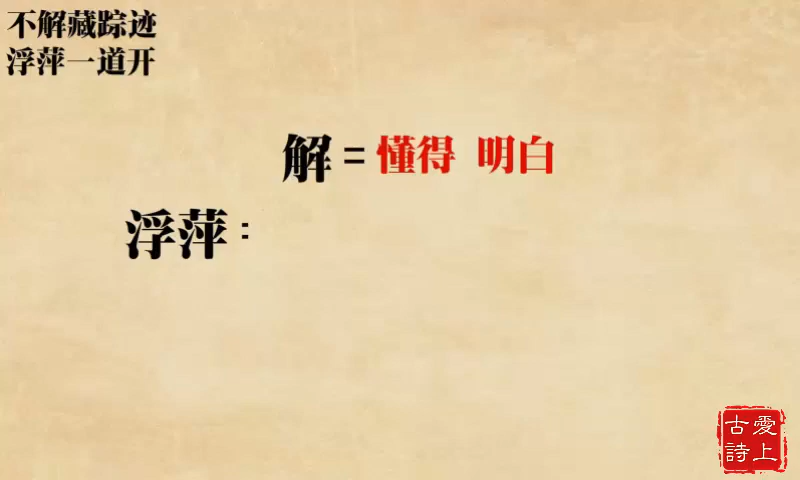 不解藏踪迹
浮萍一道开
解=懂得 明白
浮萍:
愛上
古詩